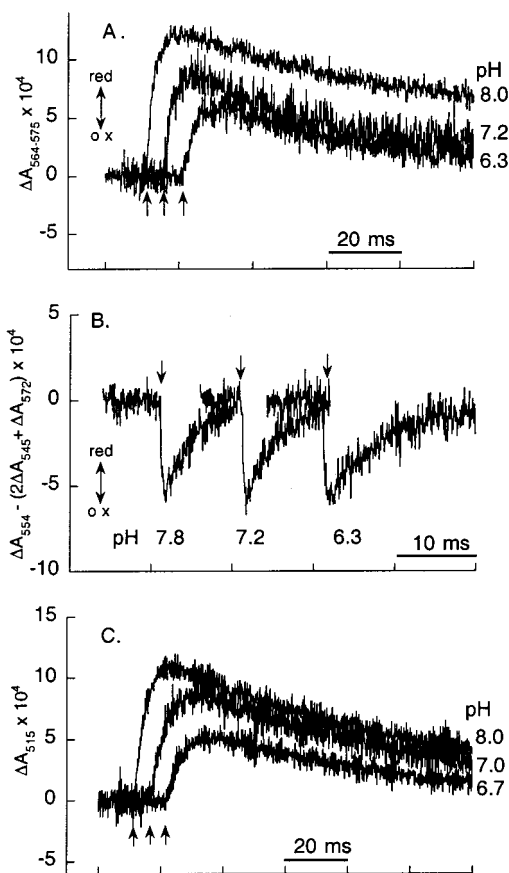 A.
ΔA564-575 x 10⁴
10
5
0
-5
red
ox
pH
8.0
7.2
6.3
20 ms
B.
ΔA554 - (2ΔA545 + ΔA572) x 10⁴
5
0
-5
-10
red
ox
pH 7.8 7.2 6.3
10 ms
C.
ΔA515 x 10⁴
15
10
5
0
-5
pH
8.0
7.0
6.7
20 ms